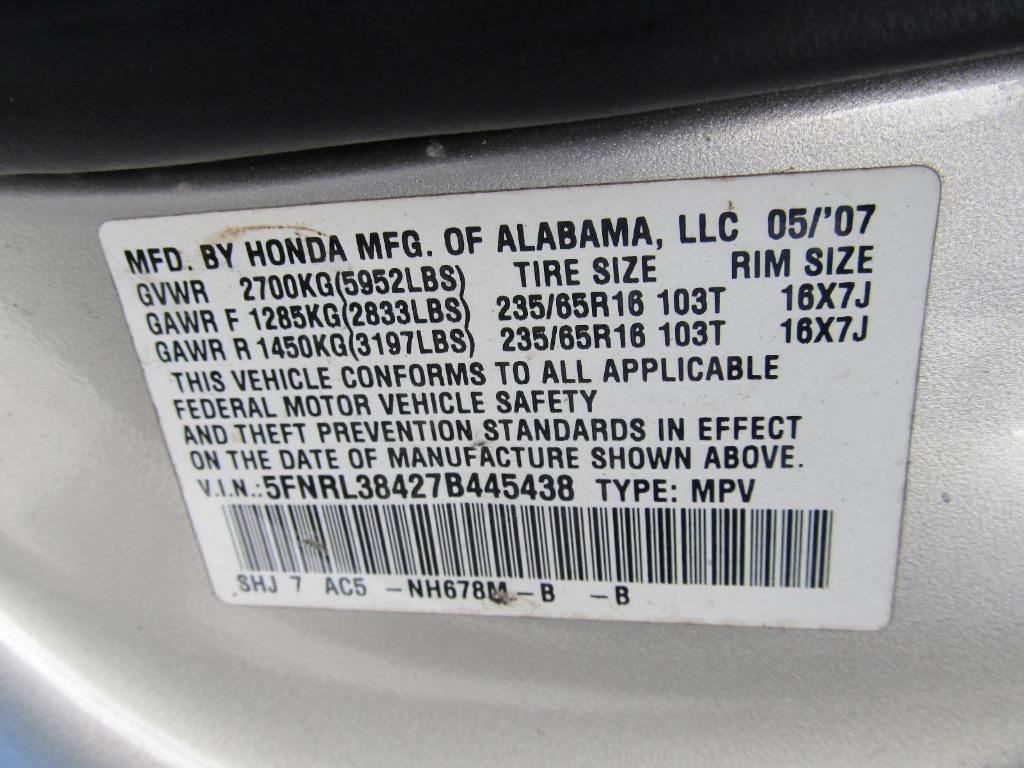 MFD. BY HONDA MFG. OF ALABAMA, LLC 05/'07
GVWR 2700KG(5952LBS) TIRE SIZE RIM SIZE
GAWR F 1285KG(2833LBS) 235/65R16 103T 16X7J
GAWR R 1450KG(3197LBS) 235/65R16 103T 16X7J
THIS VEHICLE CONFORMS TO ALL APPLICABLE
FEDERAL MOTOR VEHICLE SAFETY
AND THEFT PREVENTION STANDARDS IN EFFECT
ON THE DATE OF MANUFACTURE SHOWN ABOVE.
V.I.N.:5FNRL38427B445438 TYPE: MPV
SHJ 7 AC5 -NH678M-B -B